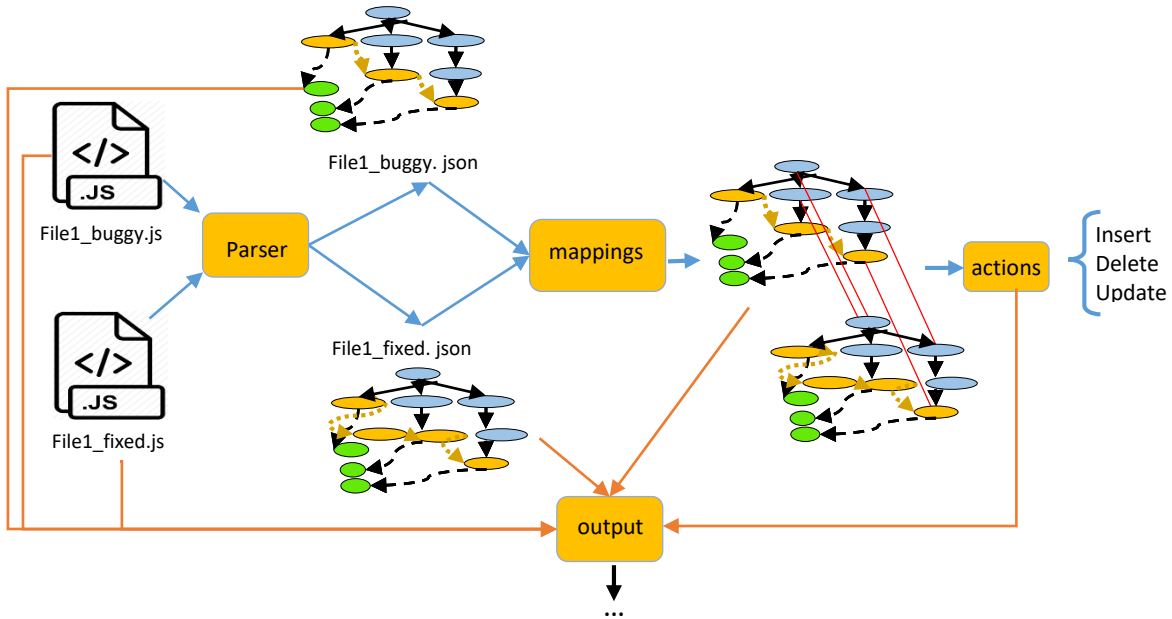 </>
.JS
File1_buggy.js
</>
.JS
File1_fixed.js
Parser
File1_buggy. json
File1_fixed. json
mappings
actions
Insert
Delete
Update
output
...